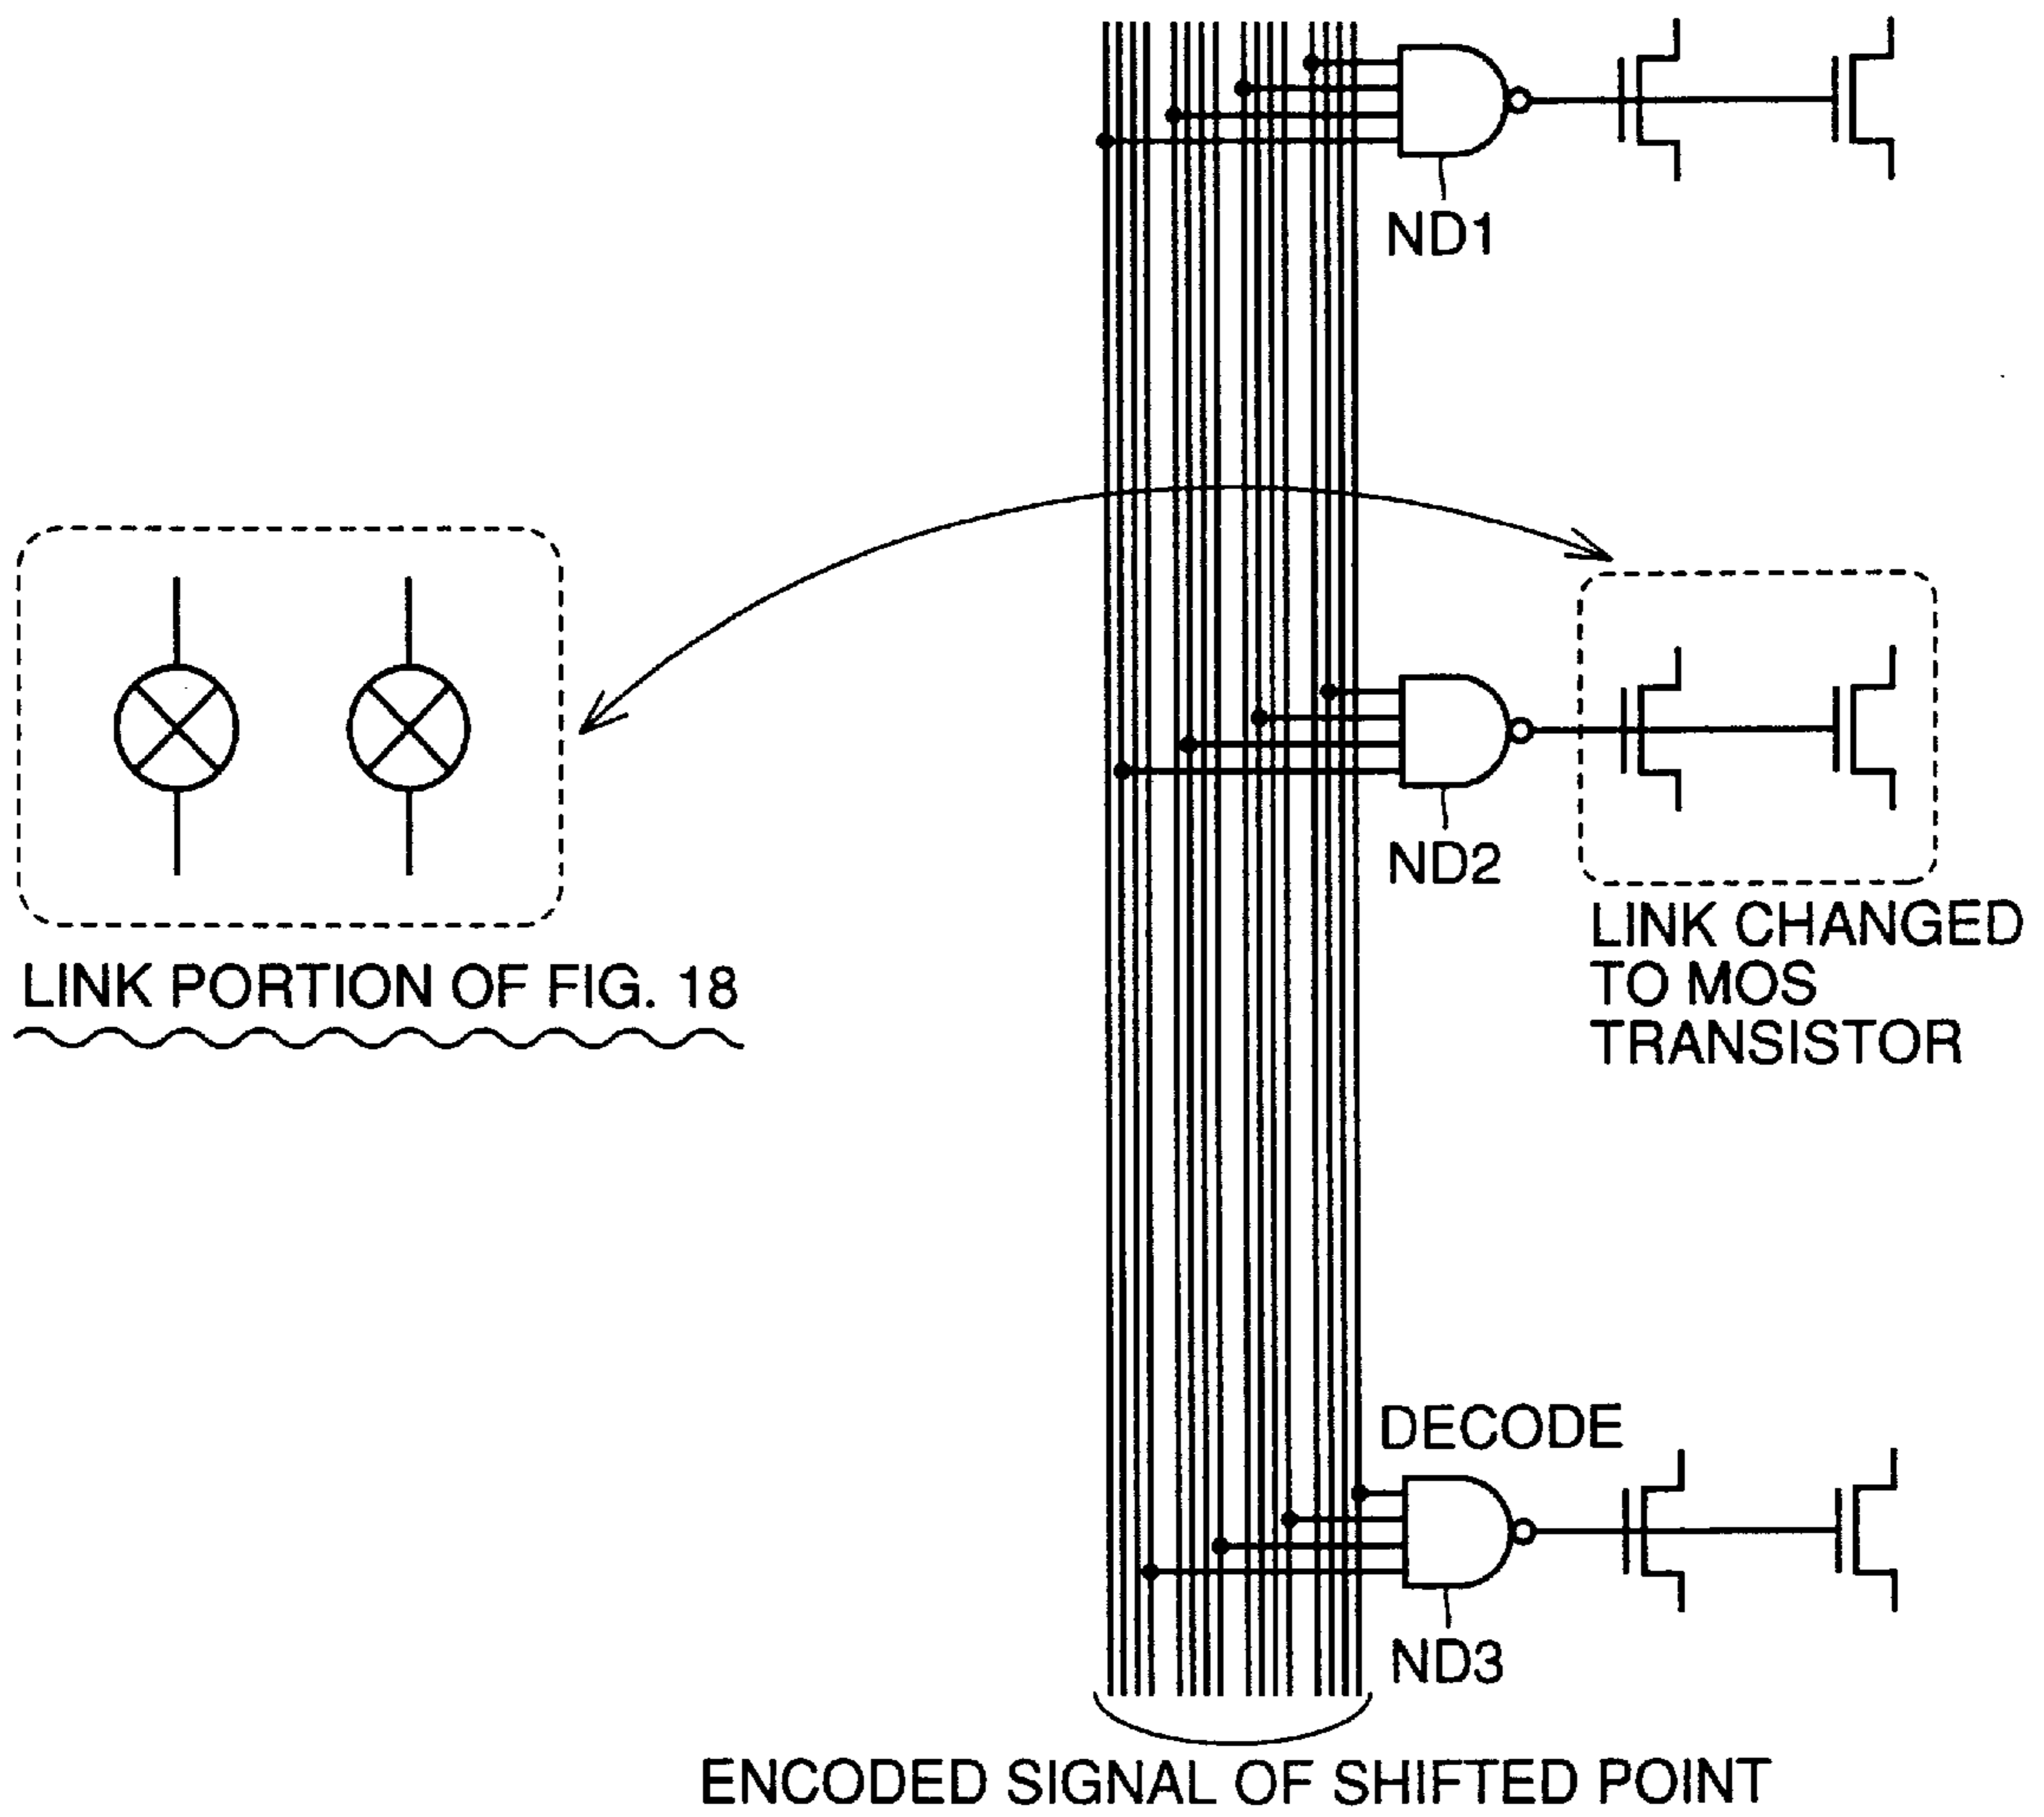 ND1
ND2
LINK PORTION OF FIG. 18
LINK CHANGED
TO MOS
TRANSISTOR
DECODE
ND3
ENCODED SIGNAL OF SHIFTED POINT